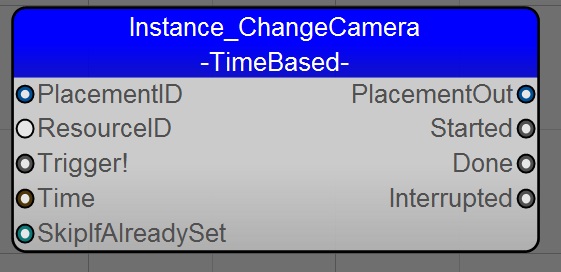 Instance_ChangeCamera
-TimeBased-
PlacementID PlacementOut
ResourceID Started
Trigger! Done
Time Interrupted
SkipIfAlreadySet